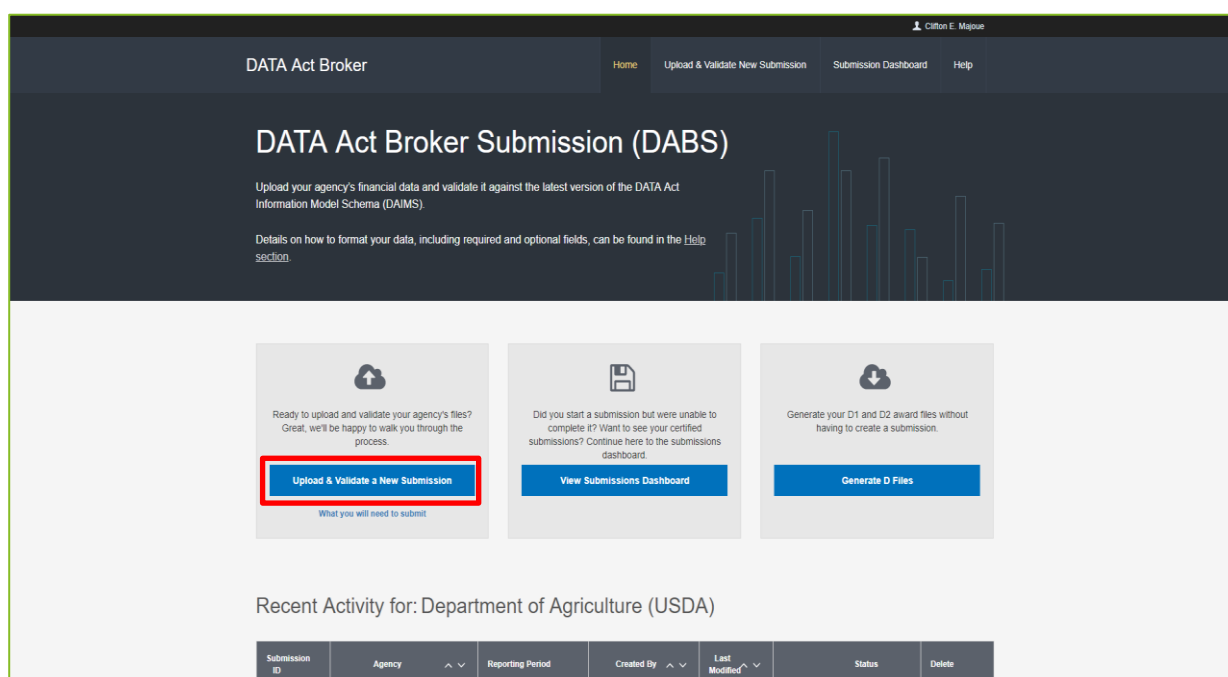 Clifton E. Majoue
DATA Act Broker
Home
Upload & Validate New Submission
Submission Dashboard
Help
DATA Act Broker Submission (DABS)
Upload your agency's financial data and validate it against the latest version of the DATA Act
Information Model Schema (DAIMS).
Details on how to format your data, including required and optional fields, can be found in the Help
section.
Ready to upload and validate your agency's files?
Great, we'll be happy to walk you through the
process.
Upload & Validate a New Submission
What you will need to submit
Did you start a submission but were unable to
complete it? Want to see your certified
submissions? Continue here to the submissions
dashboard.
View Submissions Dashboard
Generate your D1 and D2 award files without
having to create a submission.
Generate D Files
Recent Activity for: Department of Agriculture (USDA)
Submission
ID
Agency
Reporting Period
Created By
Last
Modified
Status
Delete